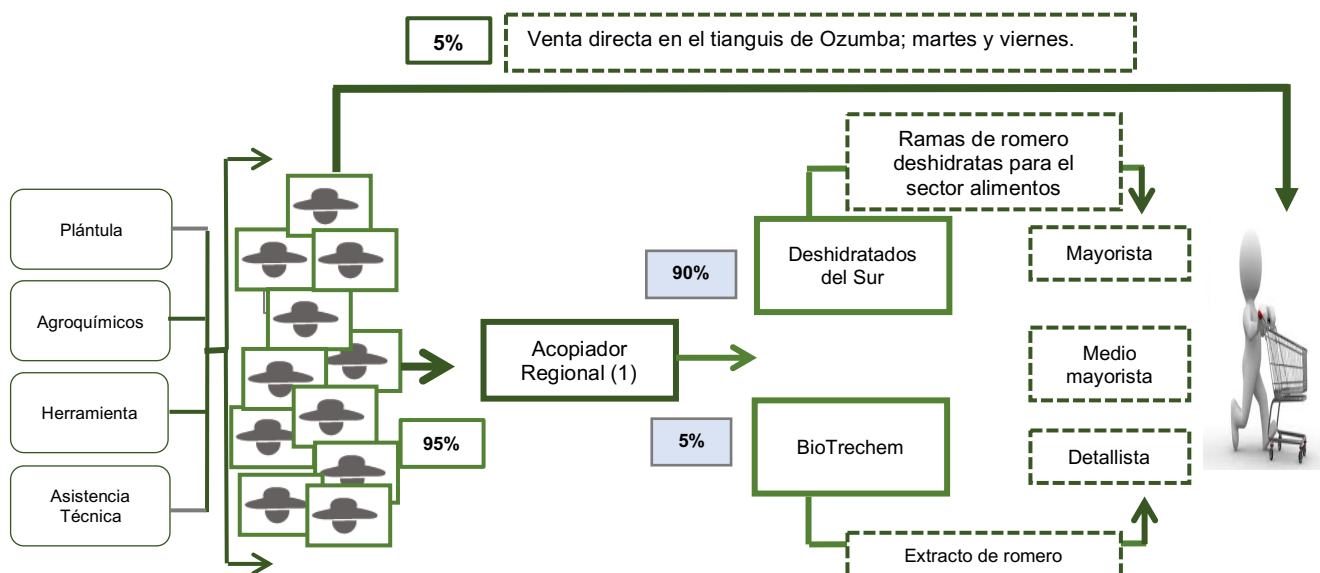 5%
Venta directa en el tianguis de Ozumba; martes y viernes.
Plántula
Agroquímicos
Herramienta
Asistencia
Técnica
95%
Acopiador
Regional (1)
90%
5%
Ramas de romero
deshidratas para el
sector alimentos
Deshidratados
del Sur
BioTrechem
Extracto de romero
Mayorista
Medio
mayorista
Detallista